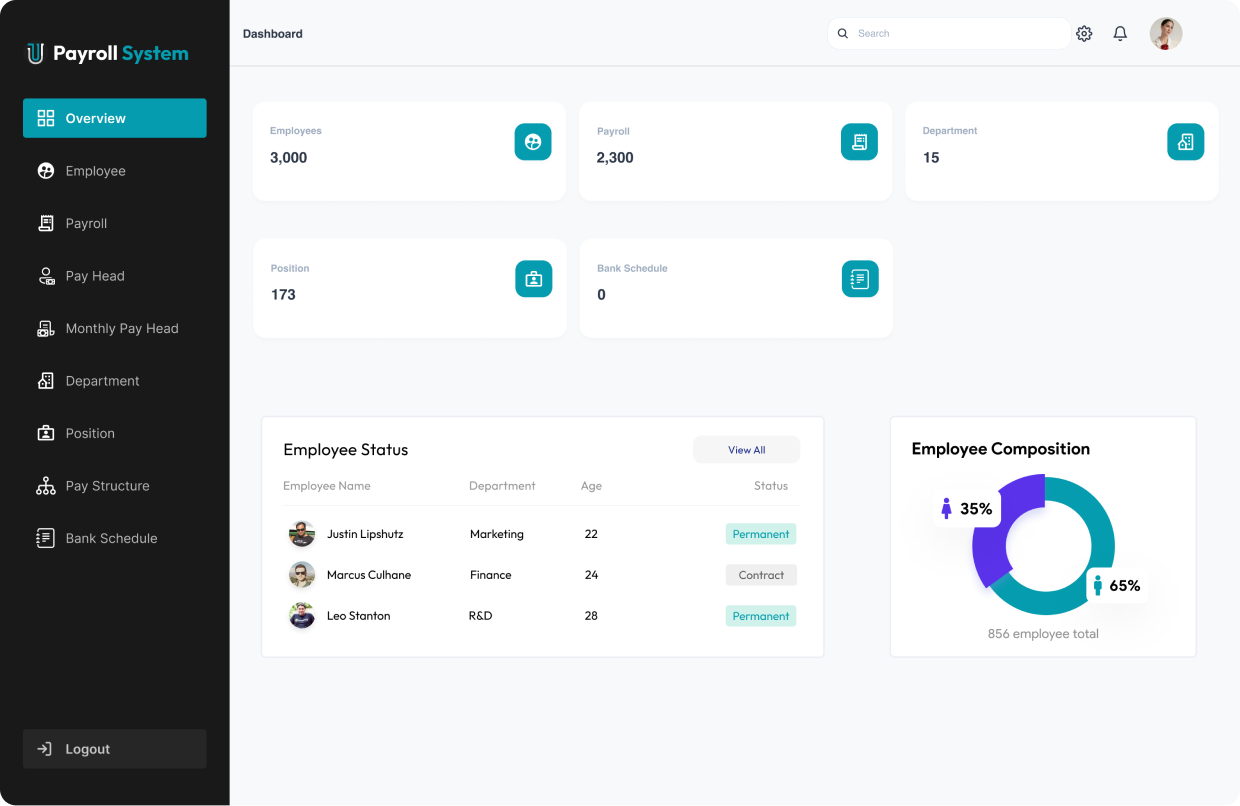 Payroll System
Overview
Employee
Payroll
Pay Head
Monthly Pay Head
Department
Position
Pay Structure
Bank Schedule
Logout
Dashboard
Search
Employees
3,000
Payroll
2,300
Department
15
Position
173
Bank Schedule
0
Employee Status
View All
Employee Name Department Age Status
Justin Lipshutz Marketing 22 Permanent
Marcus Culhane Finance 24 Contract
Leo Stanton R&D 28 Permanent
Employee Composition
35%
65%
856 employee total